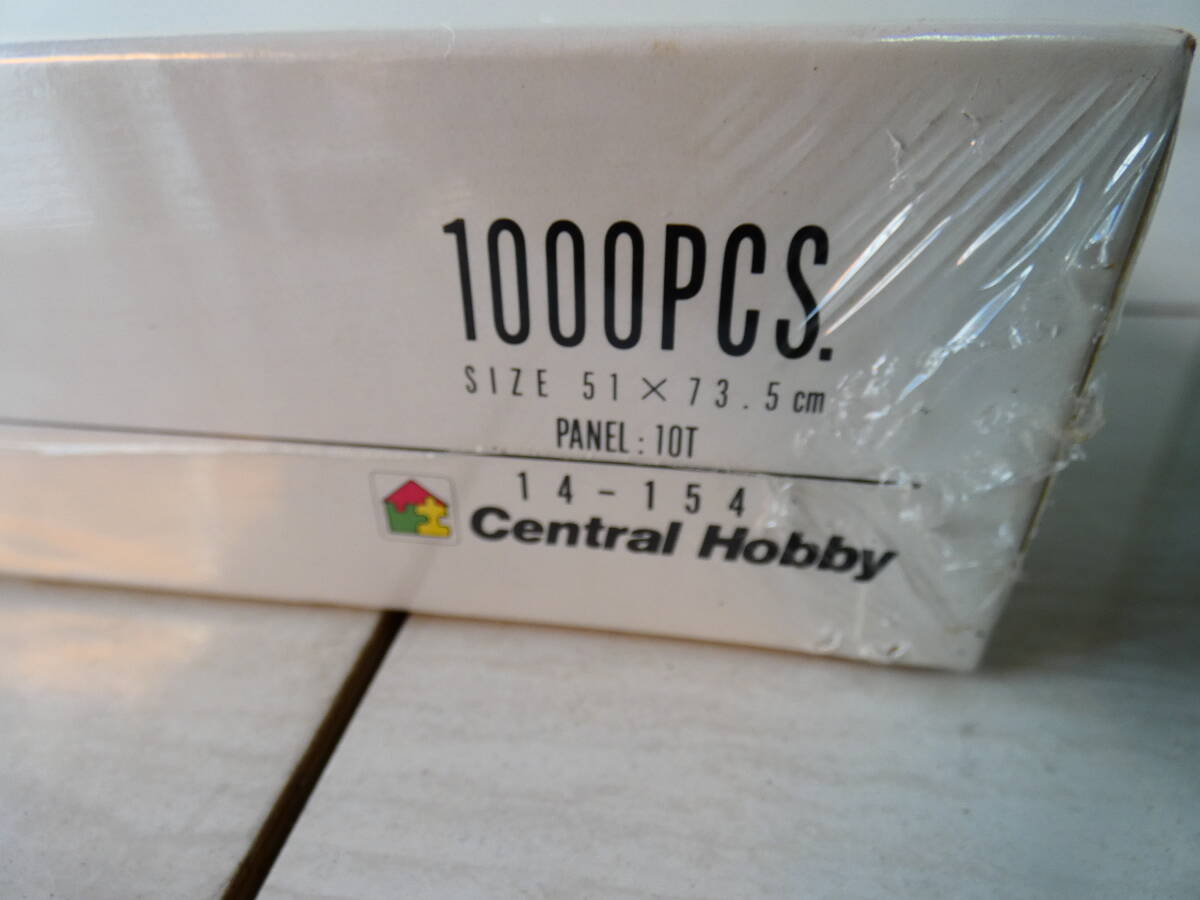 1000PCS.
SIZE 51×73.5cm
PANEL : 10T
14-154
Central Hobby